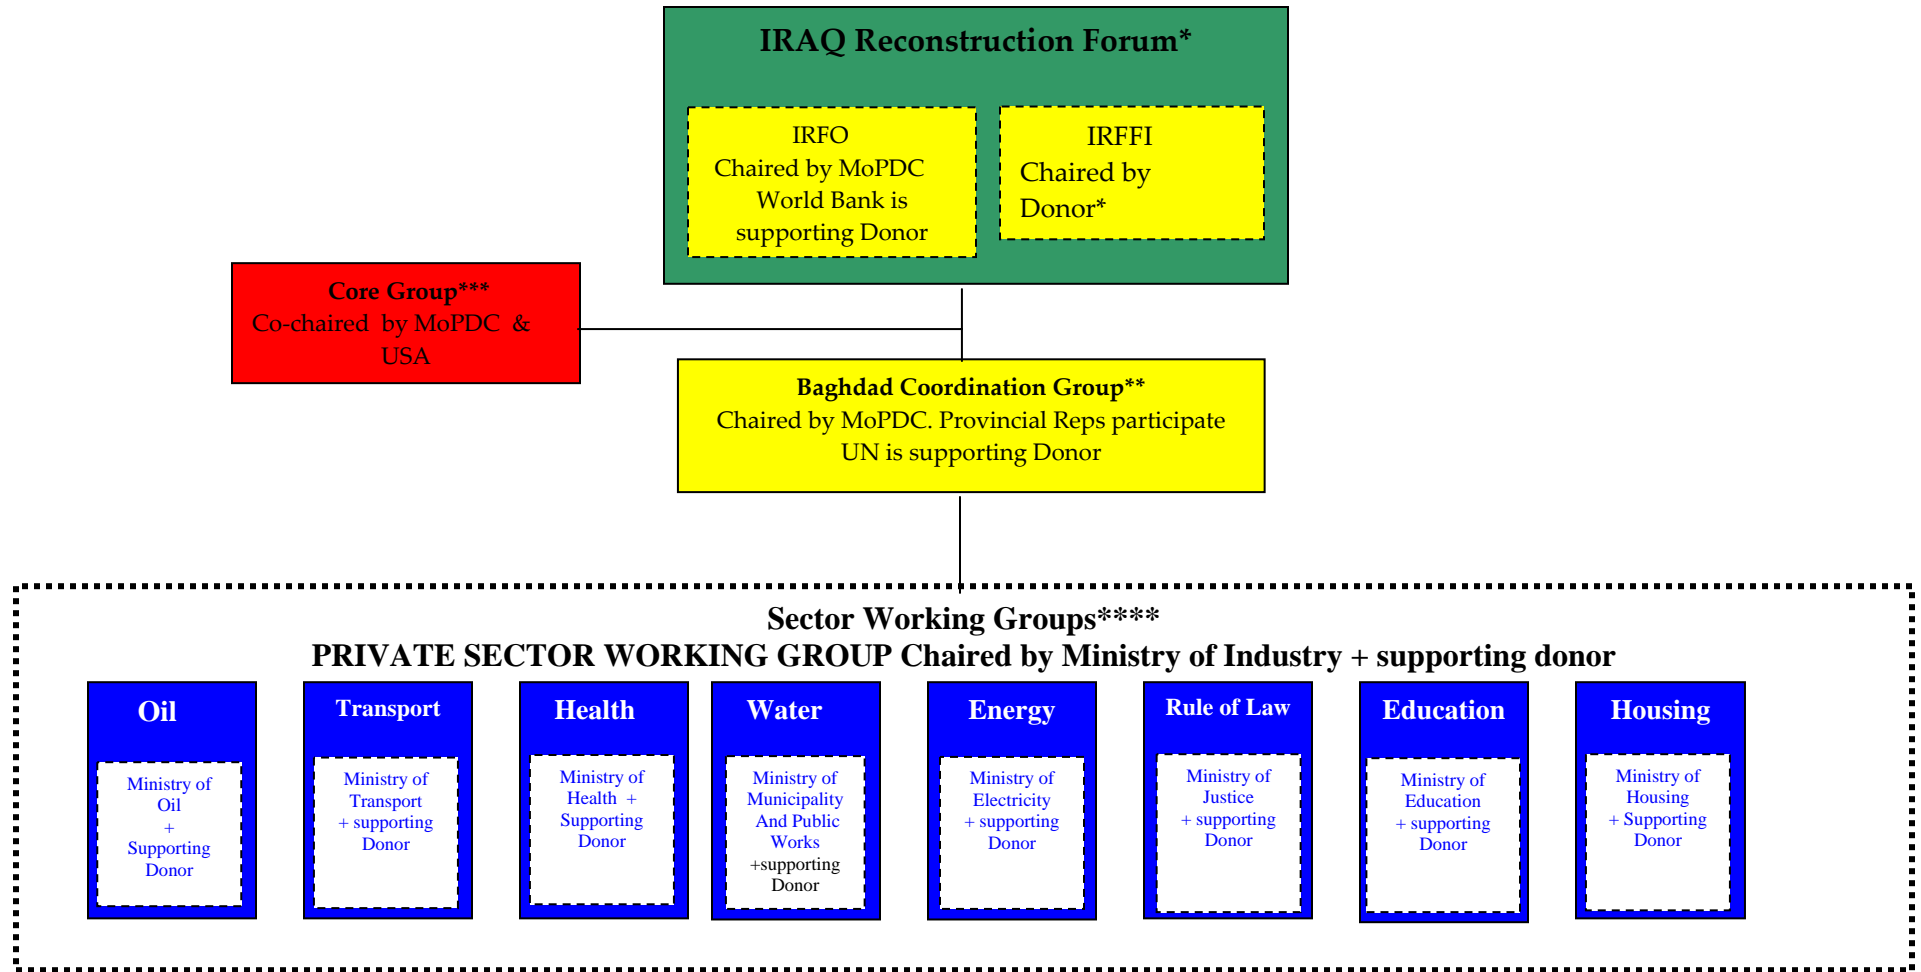 IRAQ Reconstruction Forum*
IRFO
Chaired by MoPDC
World Bank is
supporting Donor
IRFFI
Chaired by
Donor*
Core Group***
Co-chaired by MoPDC &
USA
Baghdad Coordination Group**
Chaired by MoPDC. Provincial Reps participate
UN is supporting Donor
Sector Working Groups****
PRIVATE SECTOR WORKING GROUP Chaired by Ministry of Industry + supporting donor
Oil
Ministry of
Oil
+
Supporting
Donor
Transport
Ministry of
Transport
+ supporting
Donor
Health
Ministry of
Health +
Supporting
Donor
Water
Ministry of
Municipality
And Public
Works
+supporting
Donor
Energy
Ministry of
Electricity
+ supporting
Donor
Rule of Law
Ministry of
Justice
+ supporting
Donor
Education
Ministry of
Education
+ supporting
Donor
Housing
Ministry of
Housing
+ Supporting
Donor